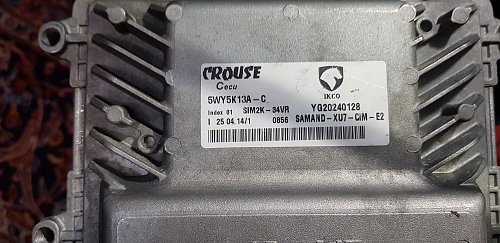 CROUSE
Cecu
IKCO
5WY5K13A-C
YG20240128
Index 01 SIM2K-34VR
I 25 04.14/1 0856 SAMAND-XU7-CIM-E2